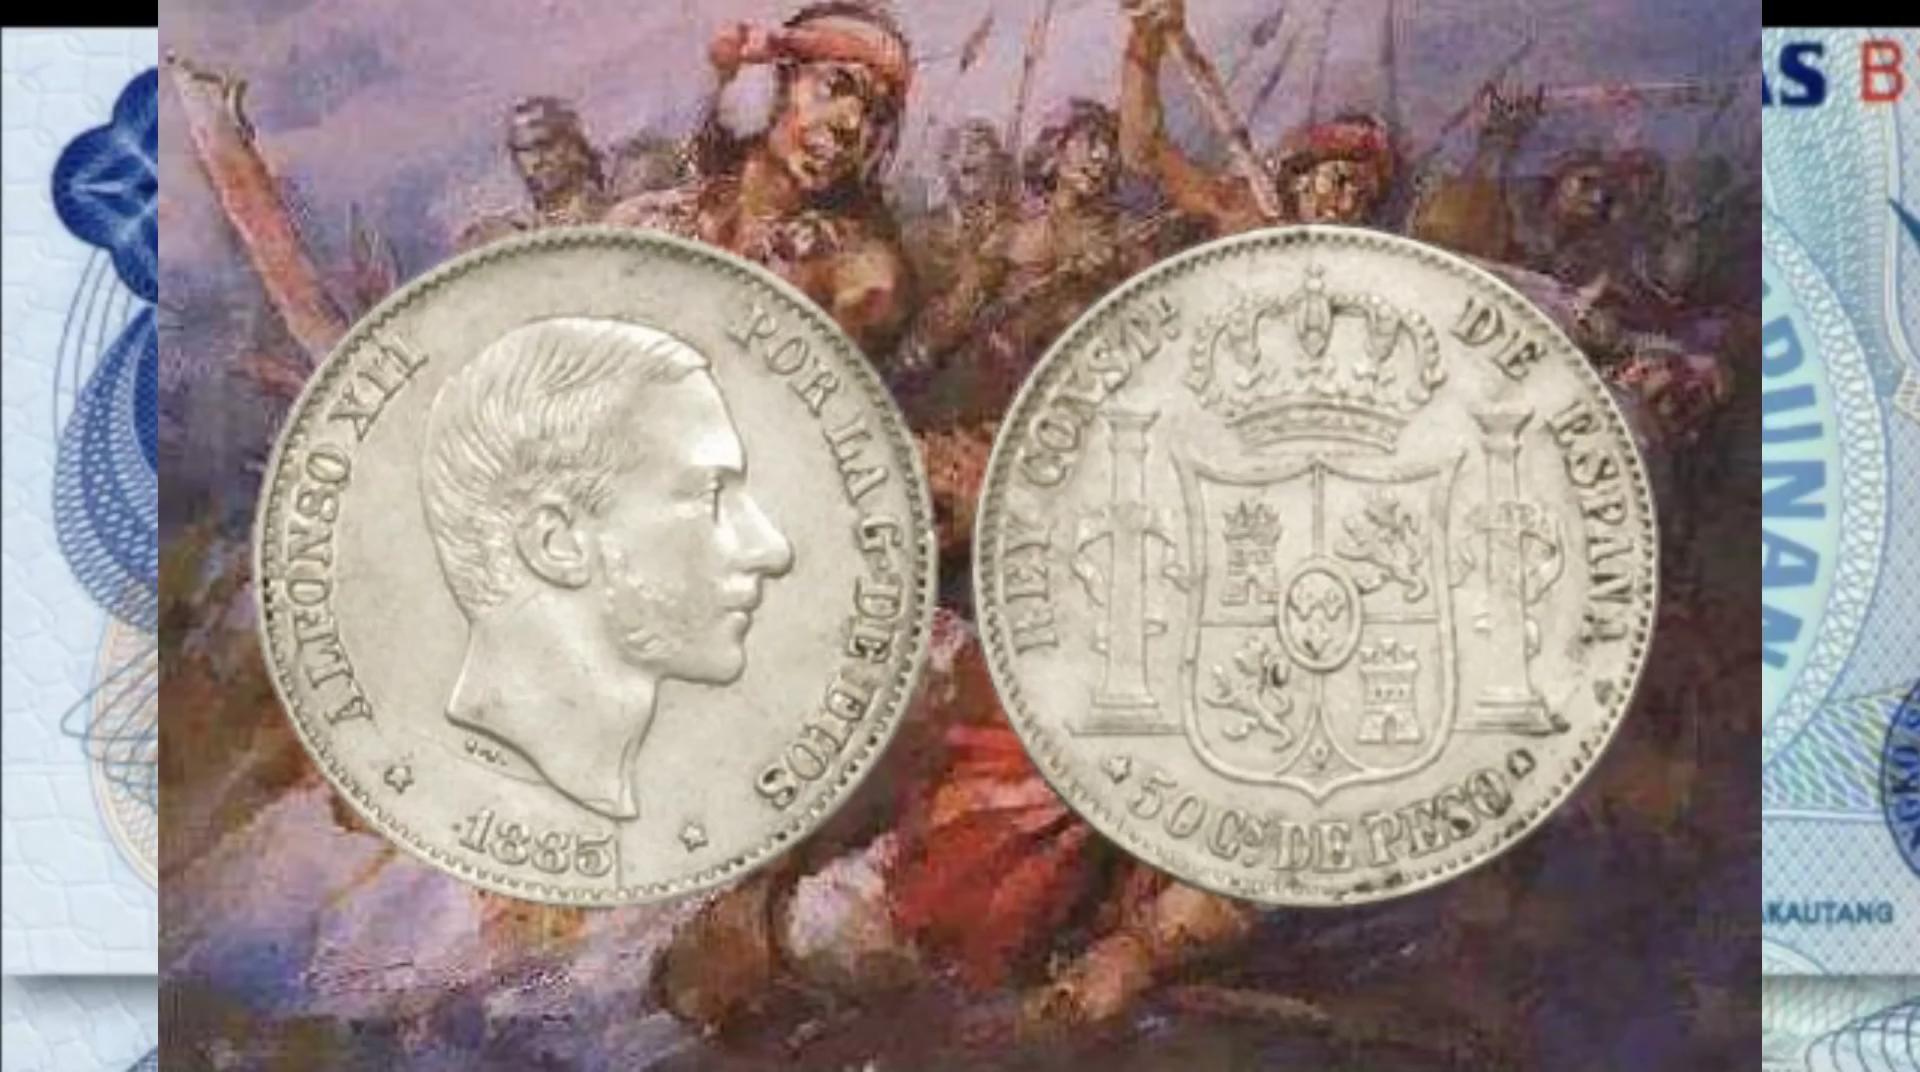 ALFONSO XII POR LA G. DE DIOS
1885
REY CONST. DE ESPAÑA
50 Cs. DE PESO
AS B
KAUTANG